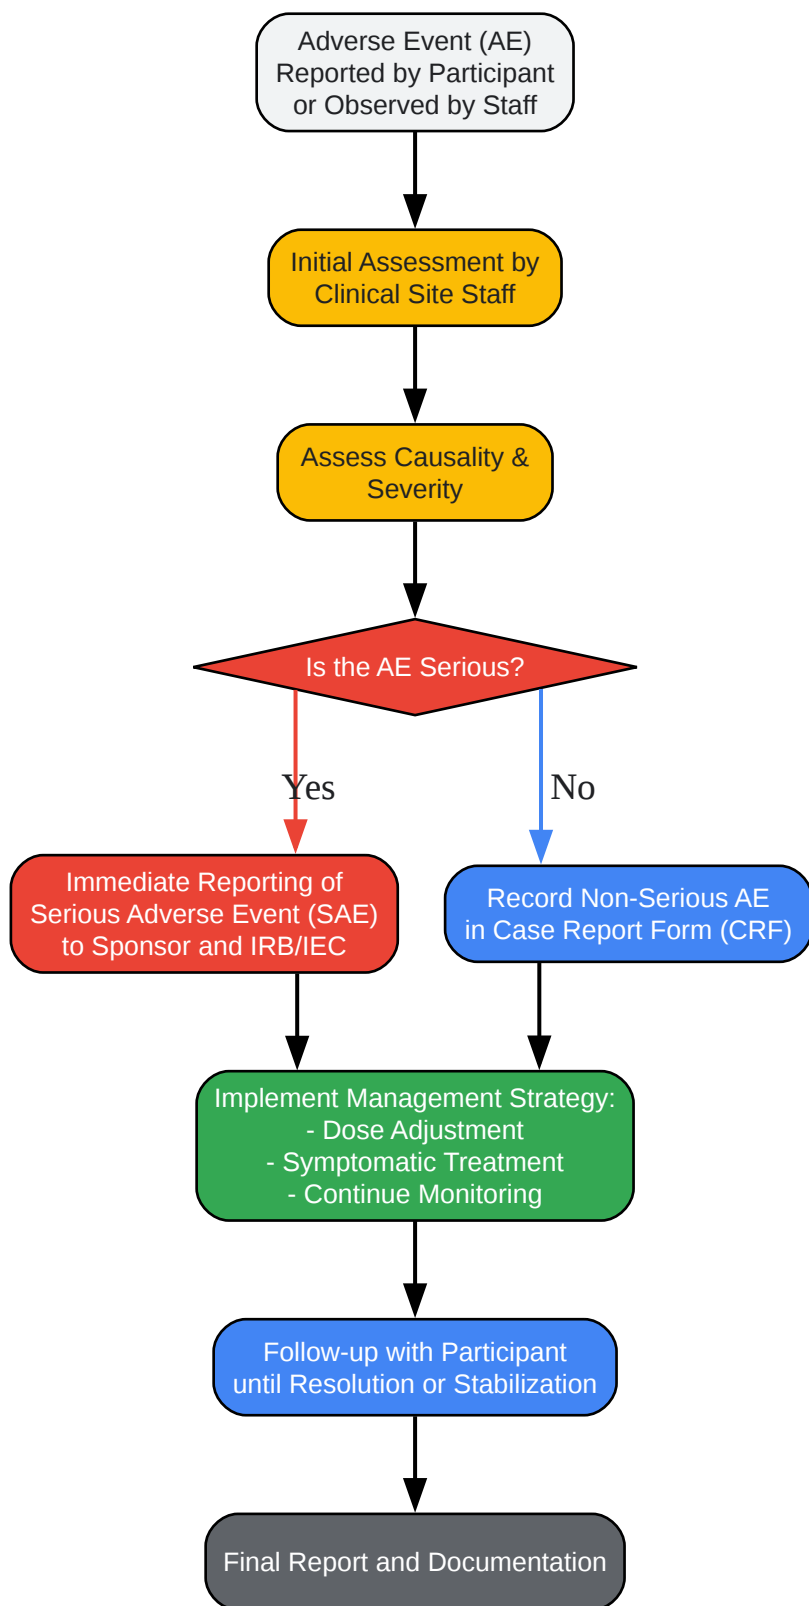 Adverse Event (AE)
Reported by Participant
or Observed by Staff
Initial Assessment by
Clinical Site Staff
Assess Causality &
Severity
Is the AE Serious?
Yes
No
Immediate Reporting of
Serious Adverse Event (SAE)
to Sponsor and IRB/IEC
Record Non-Serious AE
in Case Report Form (CRF)
Implement Management Strategy:
- Dose Adjustment
- Symptomatic Treatment
- Continue Monitoring
Follow-up with Participant
until Resolution or Stabilization
Final Report and Documentation